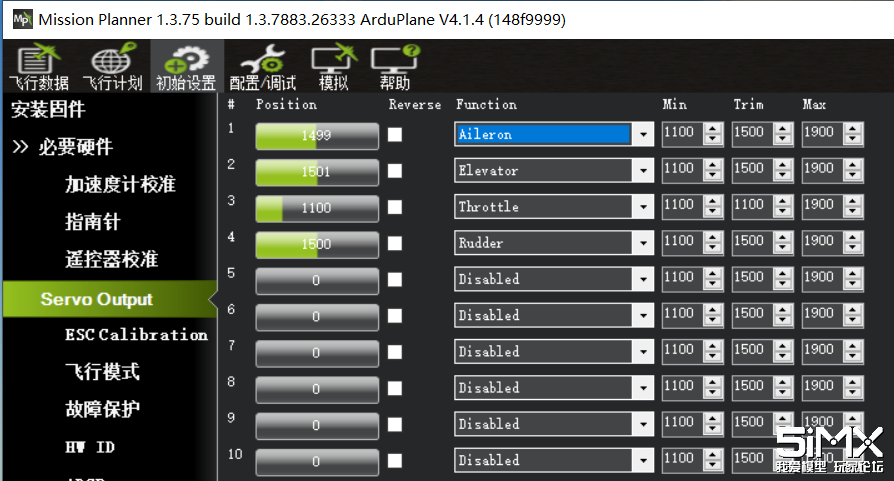 Mission Planner 1.3.75 build 1.3.7883.26333 ArduPlane V4.1.4 (148f9999)
飞行数据 飞行计划 初始设置 配置/调试 模拟 帮助
安装固件
>> 必要硬件
加速度计校准
指南针
遥控器校准
Servo Output
ESC Calibration
飞行模式
故障保护
HW ID
# Position Reverse Function Min Trim Max
1 1499 Aileron 1100 1500 1900
2 1501 Elevator 1100 1500 1900
3 1100 Throttle 1100 1100 1900
4 1500 Rudder 1100 1500 1900
5 0 Disabled 1100 1500 1900
6 0 Disabled 1100 1500 1900
7 0 Disabled 1100 1500 1900
8 0 Disabled 1100 1500 1900
9 0 Disabled 1100 1500 1900
10 0 Disabled 1100 1500 1900
5iMX
我爱模型 玩家论坛